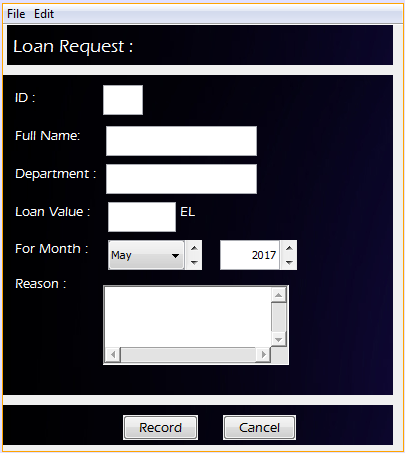 File Edit
Loan Request :
ID :
Full Name:
Department :
Loan Value : EL
For Month : May 2017
Reason :
Record Cancel